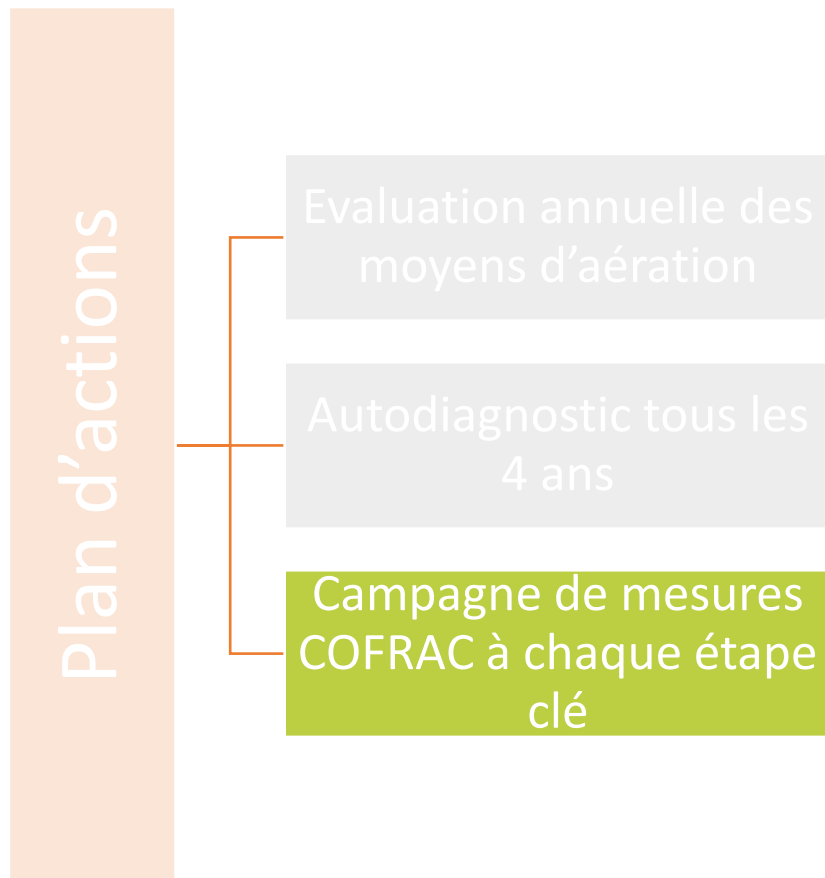 Plan d’actions
Evaluation annuelle des
moyens d’aération
Autodiagnostic tous les
4 ans
Campagne de mesures
COFRAC à chaque étape
clé